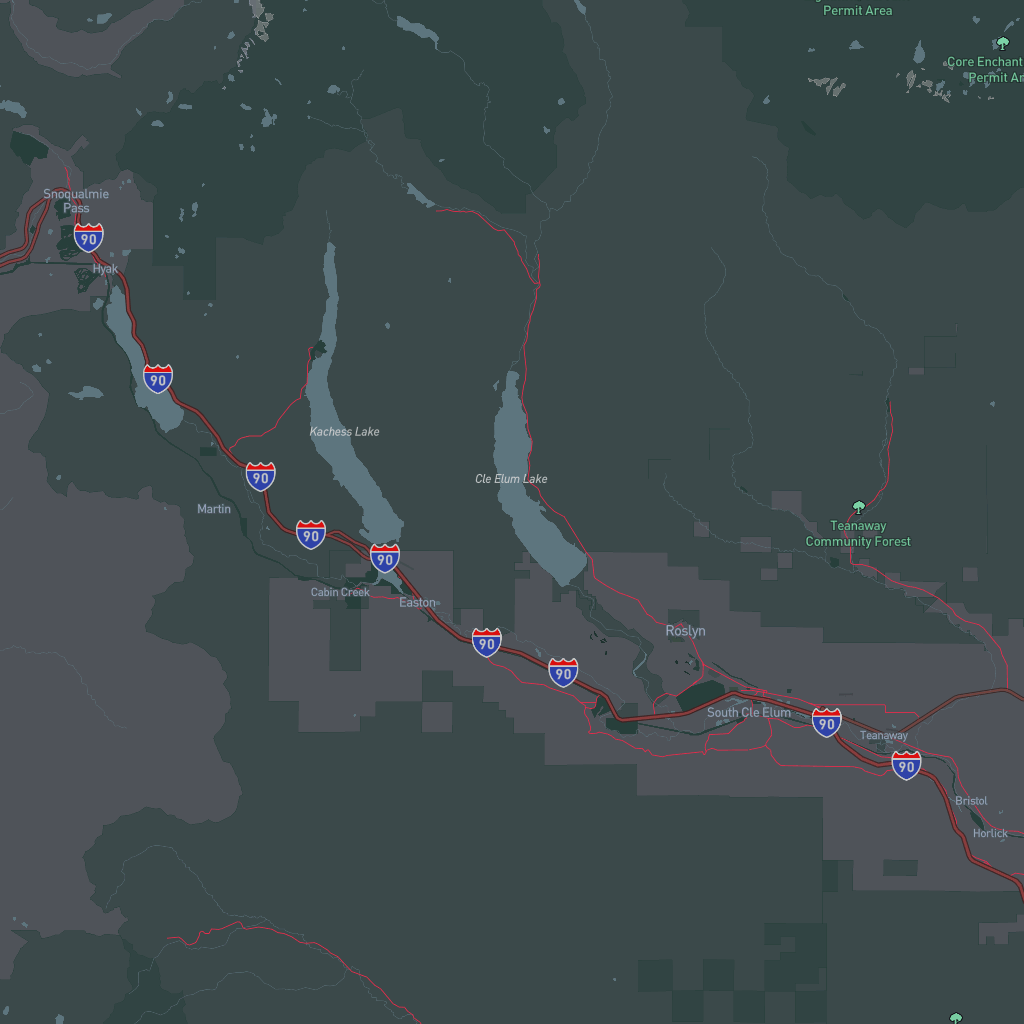 Permit Area
Core Enchant
Permit Ar
Snoqualmie
Pass
90
Hyak
90
Kachess Lake
90
Cle Elum Lake
Martin
90
Teanaway
Community Forest
90
Cabin Creek
Easton
90
Roslyn
90
South Cle Elum
90
Teanaway
90
Bristol
Horlick